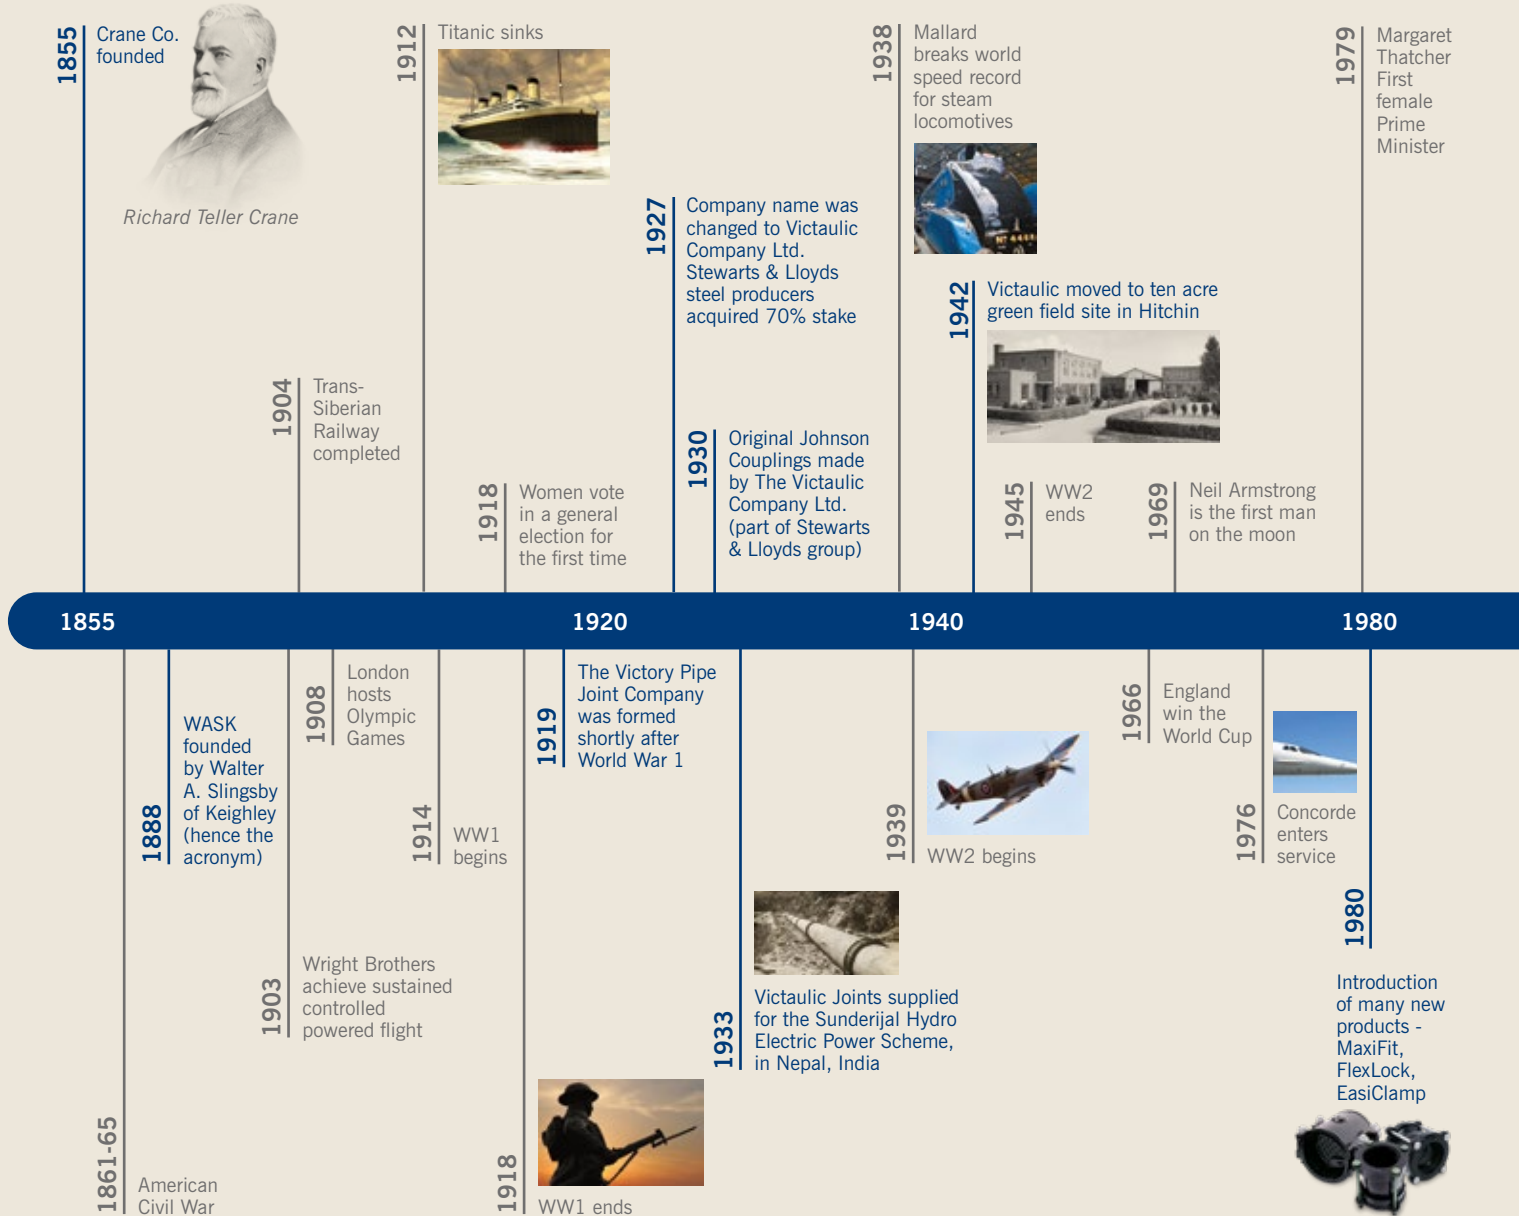 1855
Crane Co.
founded
Richard Teller Crane
1904
Trans-
Siberian
Railway
completed
1912
Titanic sinks
1918
Women vote
in a general
election for
the first time
1927
Company name was
changed to Victaulic
Company Ltd.
Stewarts & Lloyds
steel producers
acquired 70% stake
1930
Original Johnson
Couplings made
by The Victaulic
Company Ltd.
(part of Stewarts
& Lloyds group)
1938
Mallard
breaks world
speed record
for steam
locomotives
1942
Victaulic moved to ten acre
green field site in Hitchin
1945
WW2
ends
1969
Neil Armstrong
is the first man
on the moon
1979
Margaret
Thatcher
First
female
Prime
Minister
1855
1920
1940
1980
1861-65
American
Civil War
1888
WASK
founded
by Walter
A. Slingsby
of Keighley
(hence the
acronym)
1903
Wright Brothers
achieve sustained
controlled
powered flight
1908
London
hosts
Olympic
Games
1914
WW1
begins
1918
WW1 ends
1919
The Victory Pipe
Joint Company
was formed
shortly after
World War 1
1933
Victaulic Joints supplied
for the Sunderijal Hydro
Electric Power Scheme,
in Nepal, India
1939
WW2 begins
1966
England
win the
World Cup
1976
Concorde
enters
service
1980
Introduction
of many new
products -
MaxiFit,
FlexLock,
EasiClamp